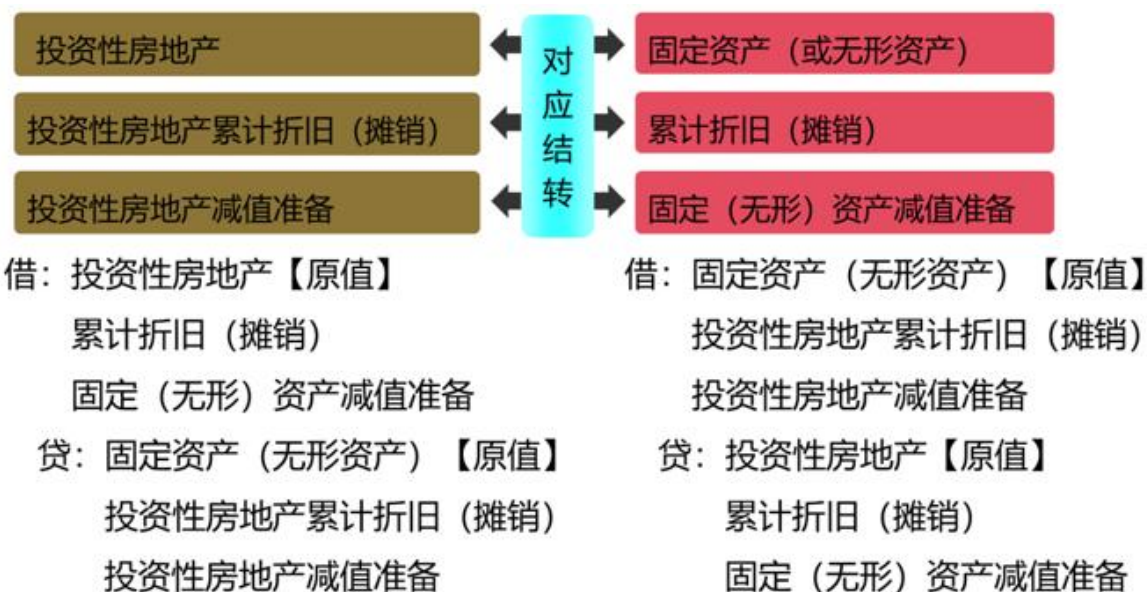 投资性房地产
固定资产（或无形资产）
投资性房地产累计折旧（摊销）
累计折旧（摊销）
投资性房地产减值准备
固定（无形）资产减值准备
对应结转
借：投资性房地产【原值】
累计折旧（摊销）
固定（无形）资产减值准备
贷：固定资产（无形资产）【原值】
投资性房地产累计折旧（摊销）
投资性房地产减值准备
借：固定资产（无形资产）【原值】
投资性房地产累计折旧（摊销）
投资性房地产减值准备
贷：投资性房地产【原值】
累计折旧（摊销）
固定（无形）资产减值准备